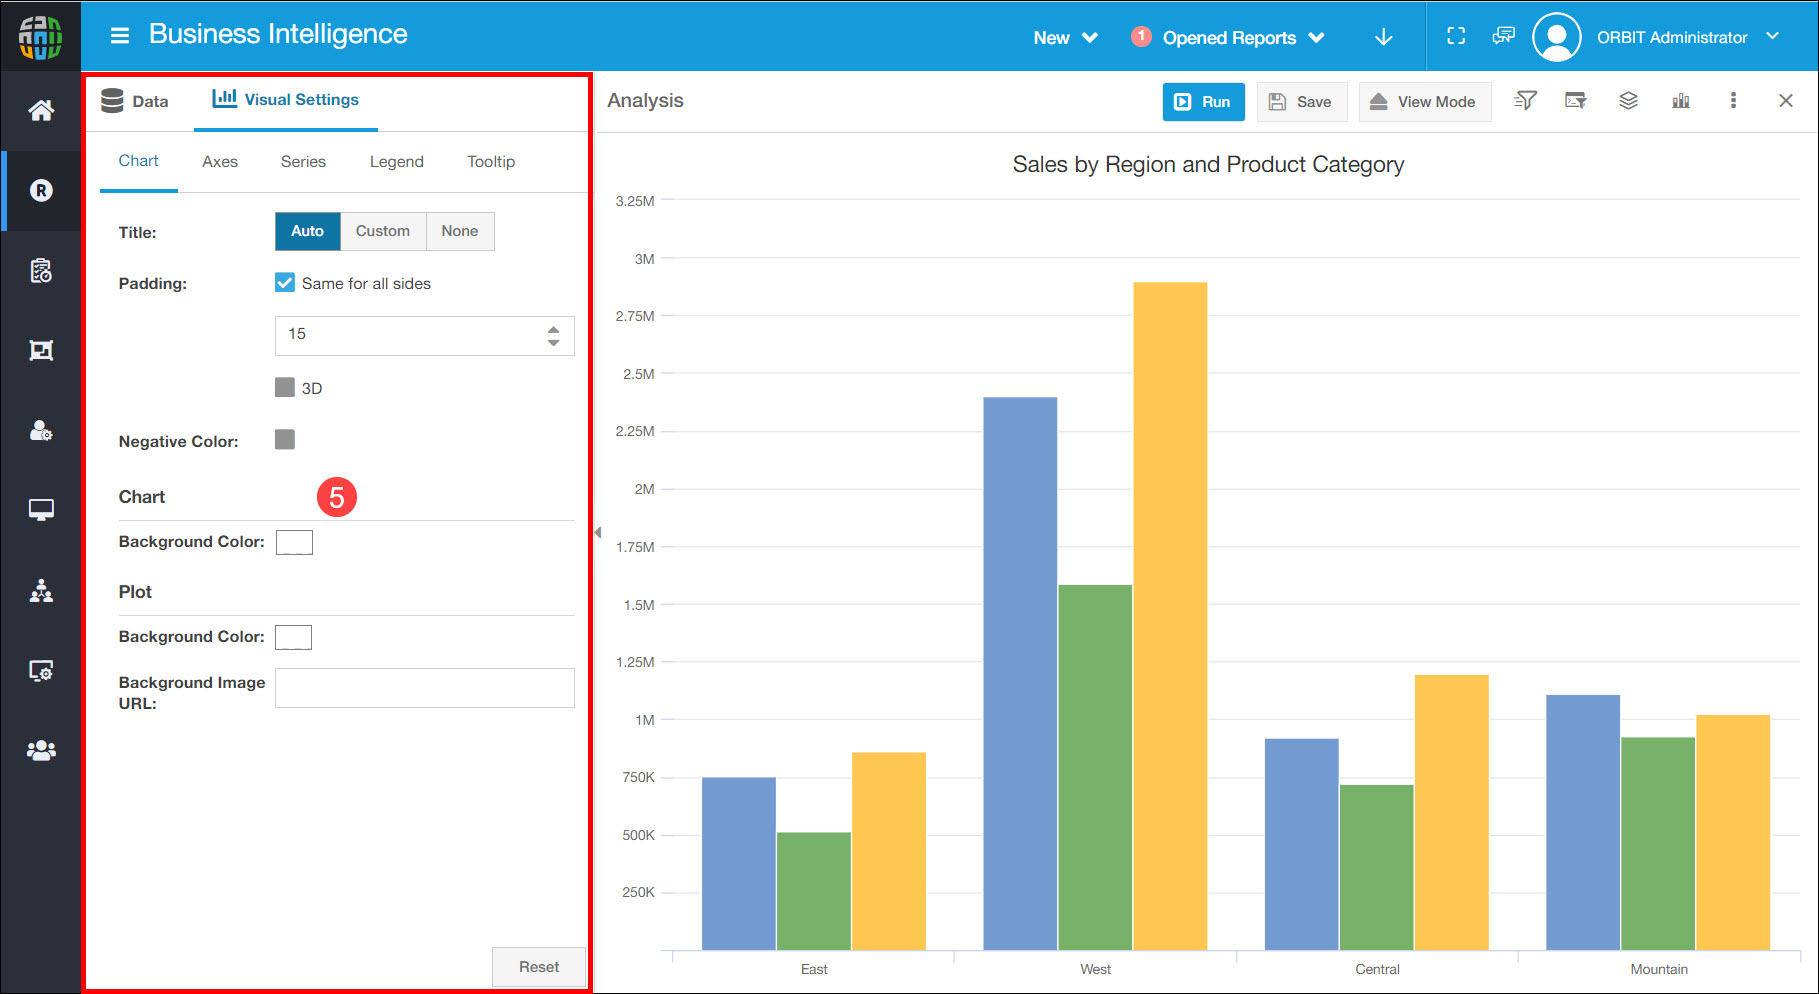 Business Intelligence
New
1
Opened Reports
ORBIT Administrator
Data
Visual Settings
Chart
Axes
Series
Legend
Tooltip
R
Title:
Auto
Custom
None
Padding:
Same for all sides
15
3D
Negative Color:
Chart
5
Background Color:
Plot
Background Color:
Background Image
URL:
Reset
Analysis
Run
Save
View Mode
Sales by Region and Product Category
3.25M
3M
2.75M
2.5M
2.25M
2M
1.75M
1.5M
1.25M
1M
750K
500K
250K
East
West
Central
Mountain